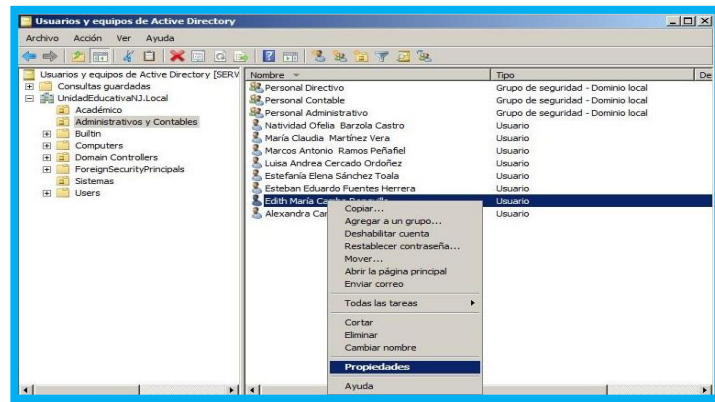 Usuarios y equipos de Active Directory
Archivo Acción Ver Ayuda
Usuarios y equipos de Active Directory [SERV
Consultas guardadas
UnidadEducativaNJ.Local
Académico
Administrativos y Contables
Builtin
Computers
Domain Controllers
ForeignSecurityPrincipals
Sistemas
Users
Nombre Tipo De
Personal Directivo Grupo de seguridad - Dominio local
Personal Contable Grupo de seguridad - Dominio local
Personal Administrativo Grupo de seguridad - Dominio local
Natividad Ofelia Barzola Castro Usuario
María Claudia Martínez Vera Usuario
Marcos Antonio Ramos Peñafiel Usuario
Luisa Andrea Cercado Ordoñez Usuario
Estefanía Elena Sánchez Toala Usuario
Esteban Eduardo Fuentes Herrera Usuario
Edith María Usuario
Alexandra Car Usuario
Copiar...
Agregar a un grupo...
Deshabilitar cuenta
Restablecer contraseña...
Mover...
Abrir la página principal
Enviar correo
Todas las tareas
Cortar
Eliminar
Cambiar nombre
Propiedades
Ayuda